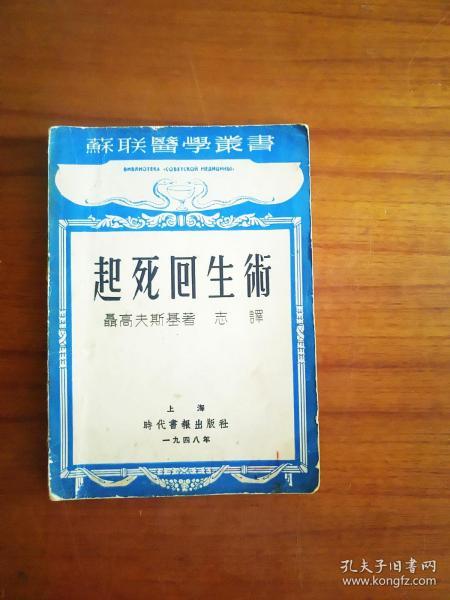 蘇联醫學叢書
БИБЛИОТЕКА «СОВЕТСКОЙ МЕДИЦИНЫ»
起死回生術
聶高夫斯基著 志譯
上海
時代書報出版社
一九四八年
孔夫子旧书网
www.kongfz.com